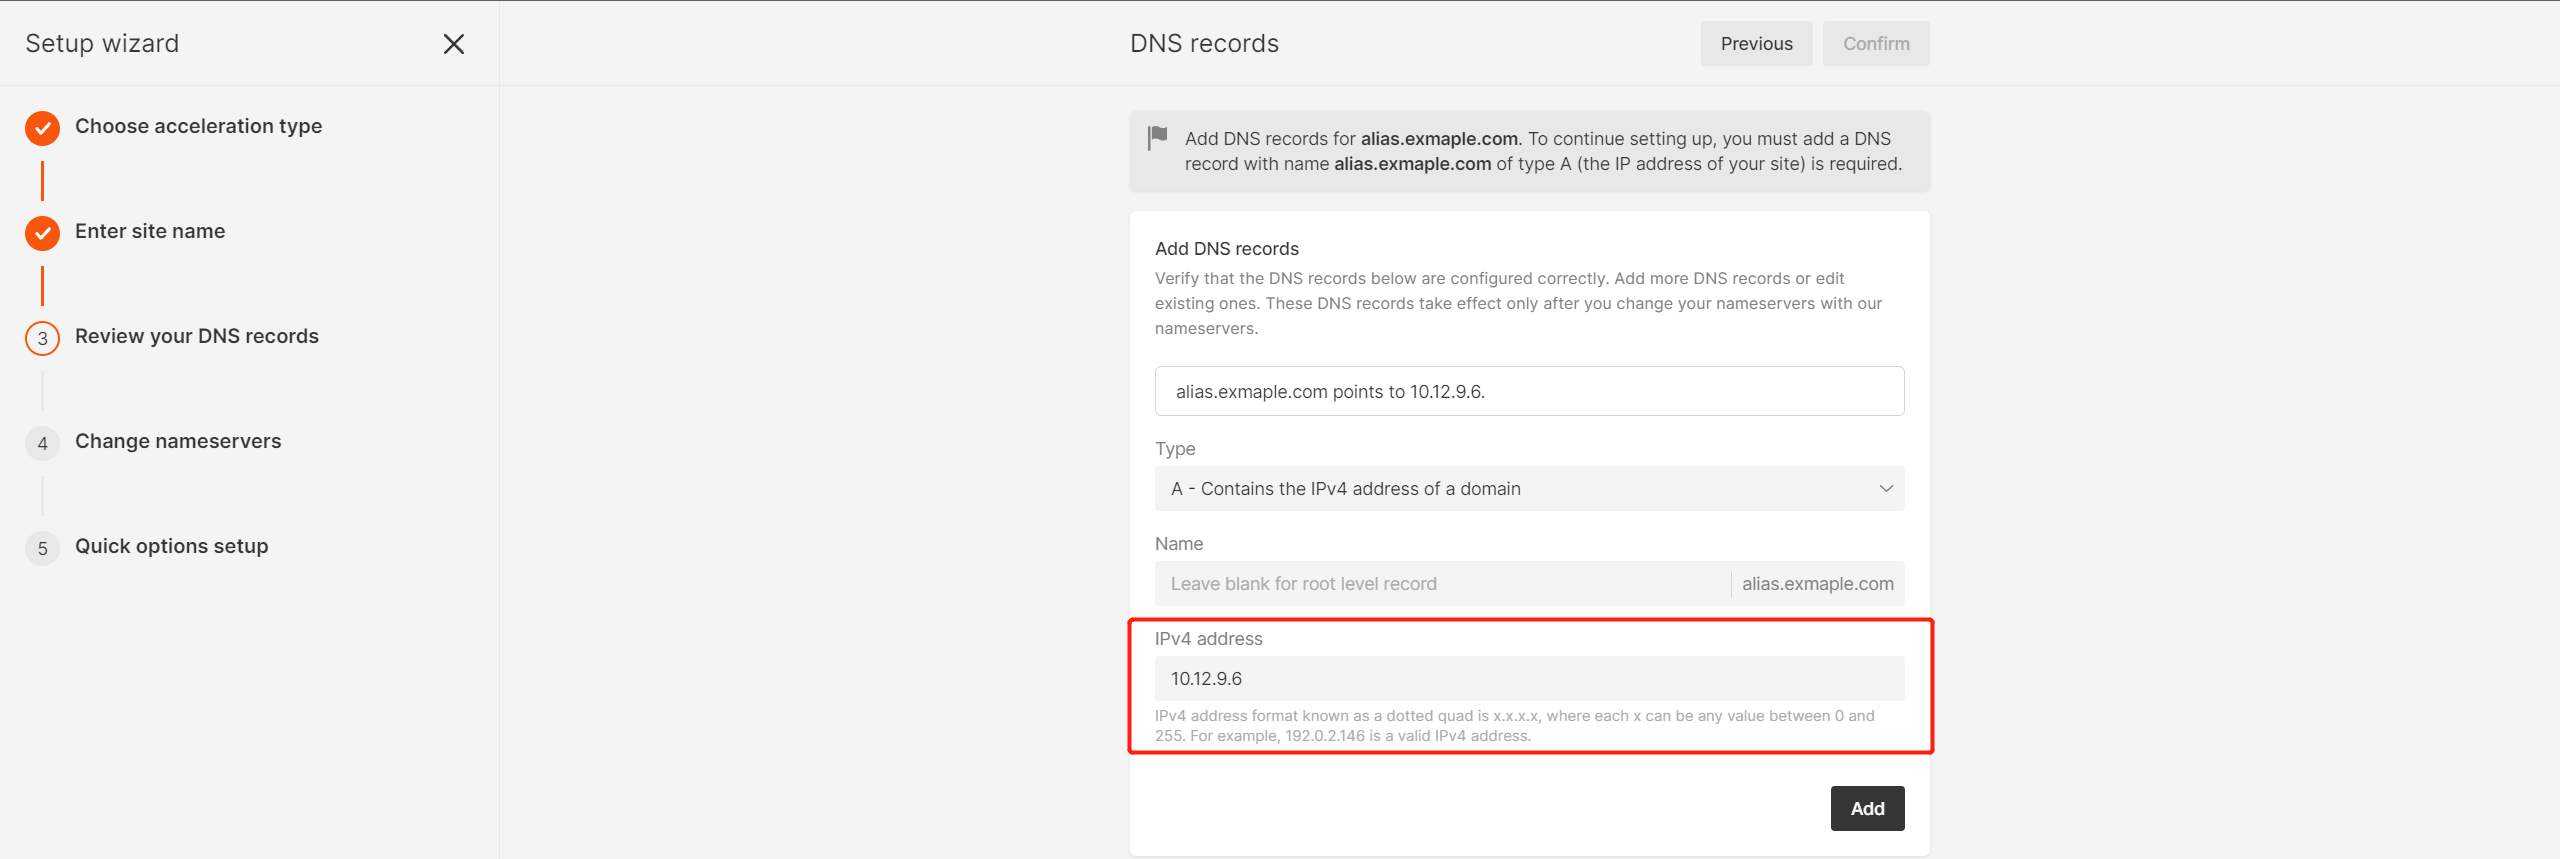 Setup wizard
Choose acceleration type
Enter site name
3 Review your DNS records
4 Change nameservers
5 Quick options setup
DNS records
Previous
Confirm
Add DNS records for alias.exmaple.com. To continue setting up, you must add a DNS
record with name alias.exmaple.com of type A (the IP address of your site) is required.
Add DNS records
Verify that the DNS records below are configured correctly. Add more DNS records or edit
existing ones. These DNS records take effect only after you change your nameservers with our
nameservers.
alias.exmaple.com points to 10.12.9.6.
Type
A - Contains the IPv4 address of a domain
Name
Leave blank for root level record
alias.exmaple.com
IPv4 address
10.12.9.6
IPv4 address format known as a dotted quad is x.x.x.x, where each x can be any value between 0 and
255. For example, 192.0.2.146 is a valid IPv4 address.
Add